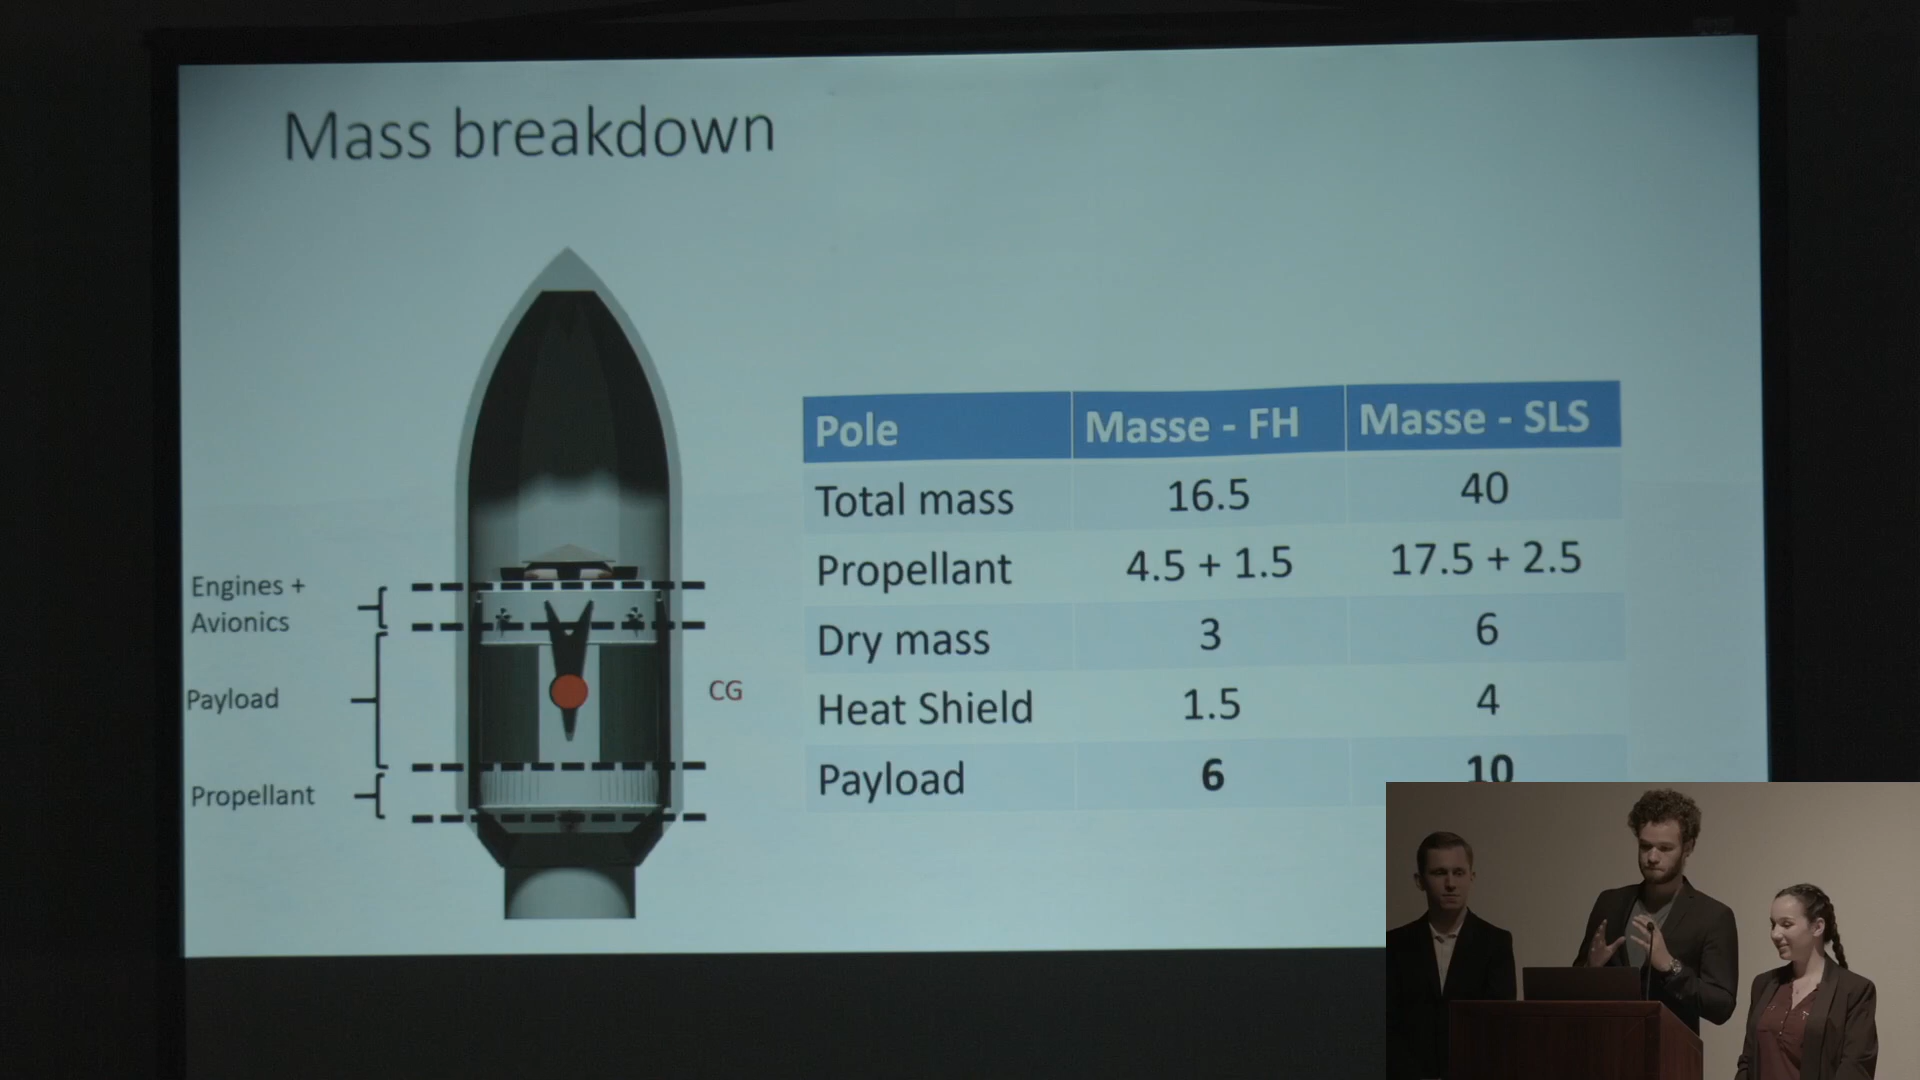 Mass breakdown
Engines +
Avionics
Payload
Propellant
CG
Pole Masse - FH Masse - SLS
Total mass 16.5 40
Propellant 4.5 + 1.5 17.5 + 2.5
Dry mass 3 6
Heat Shield 1.5 4
Payload 6 10